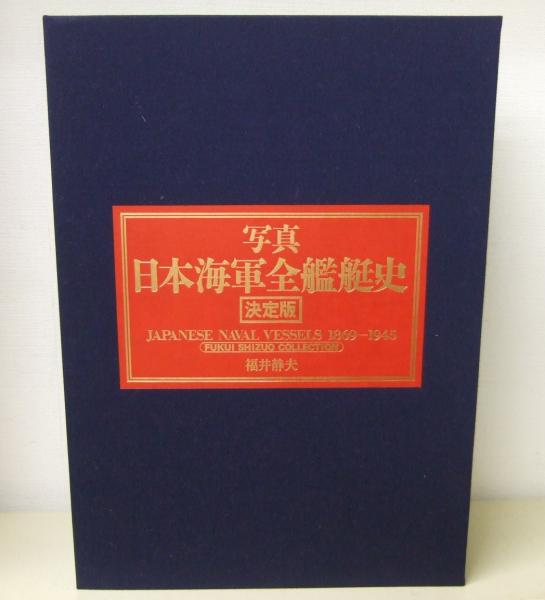 写真
日本海軍全艦艇史
決定版
JAPANESE NAVAL VESSELS 1869-1945
FUKUI SHIZUO COLLECTION
福井静夫